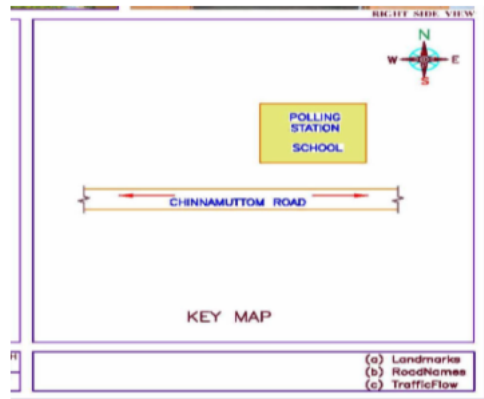 RIGHT SIDE VIEW
N
W E
S
POLLING
STATION
SCHOOL
CHINNAMUTTOM ROAD
KEY MAP
H
(a) Landmarks
(b) RoadNames
(c) TrafficFlow